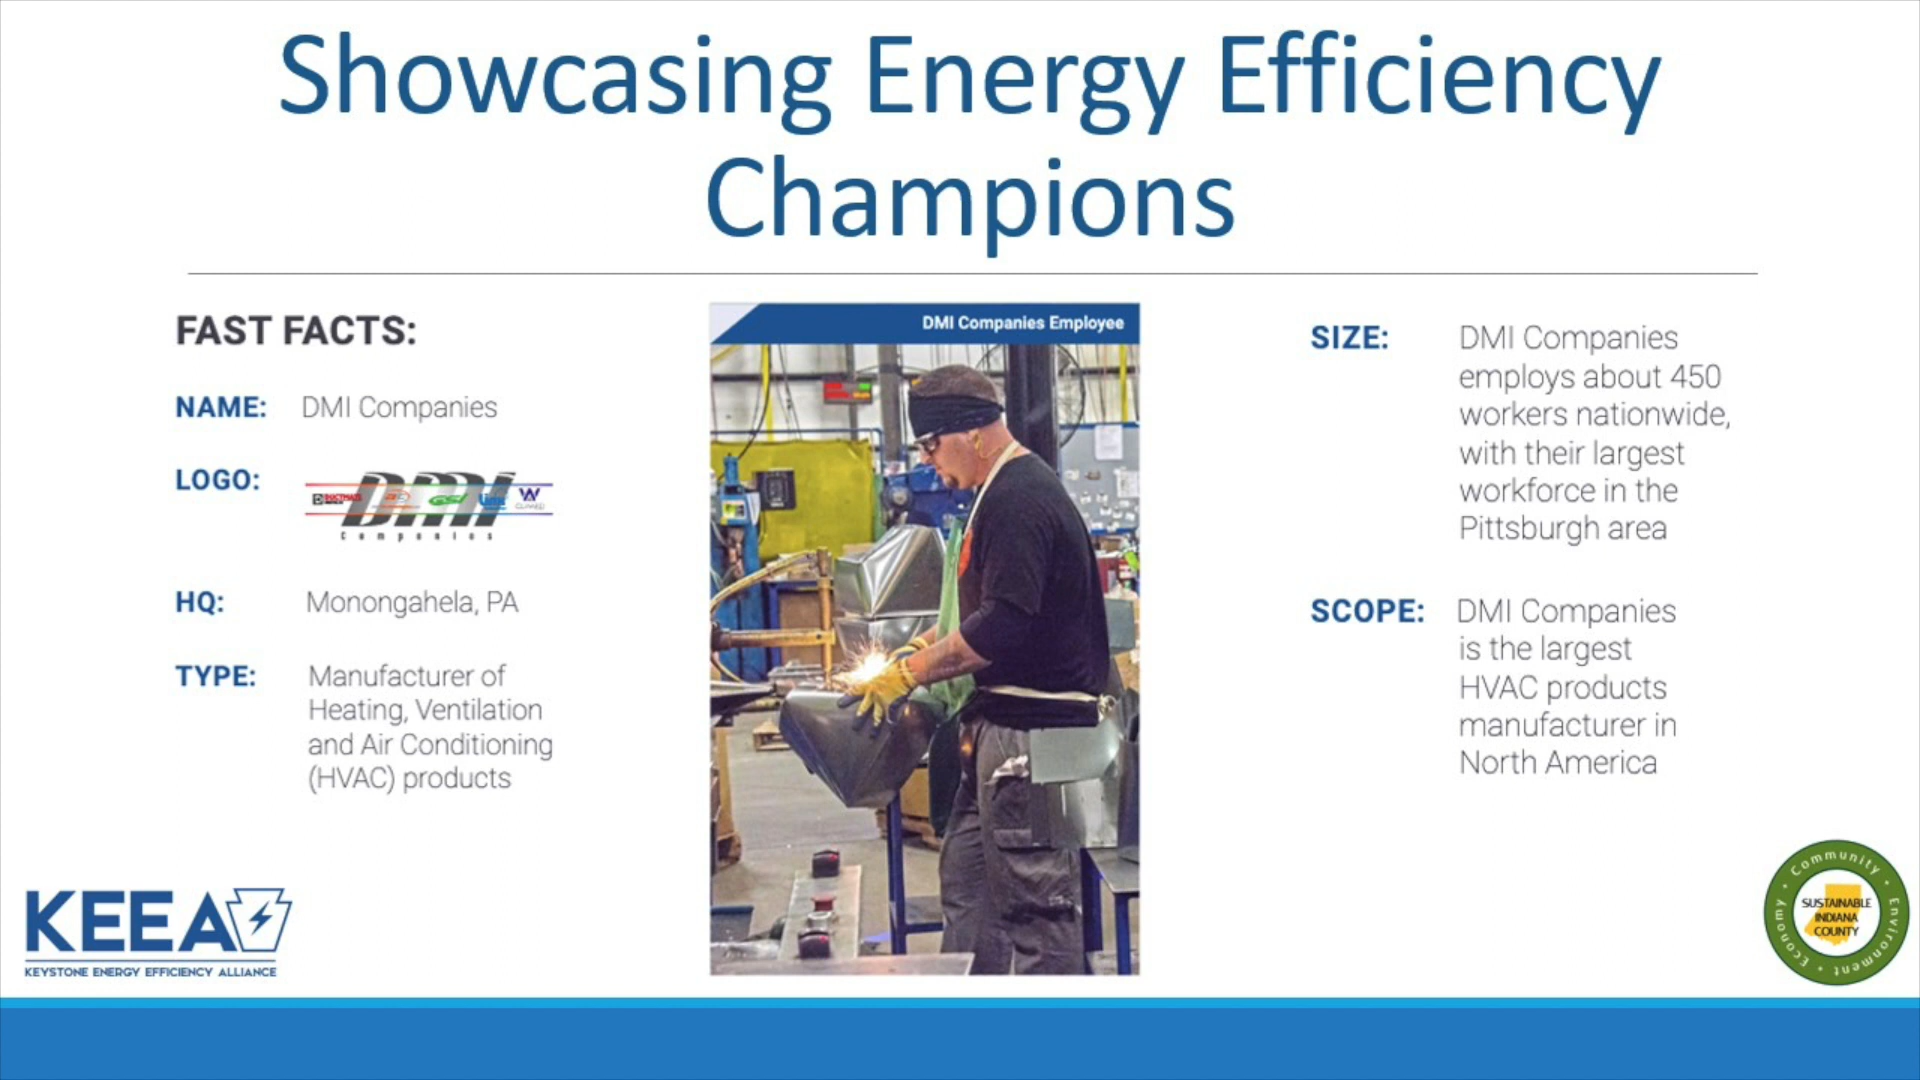 Showcasing Energy Efficiency
Champions
FAST FACTS:
NAME: DMI Companies
LOGO:
DMI
Companies
HQ: Monongahela, PA
TYPE: Manufacturer of
Heating, Ventilation
and Air Conditioning
(HVAC) products
DMI Companies Employee
SIZE: DMI Companies
employs about 450
workers nationwide,
with their largest
workforce in the
Pittsburgh area
SCOPE: DMI Companies
is the largest
HVAC products
manufacturer in
North America
KEEA
KEYSTONE ENERGY EFFICIENCY ALLIANCE
Community • Environment • Economy •
SUSTAINABLE
INDIANA
COUNTY